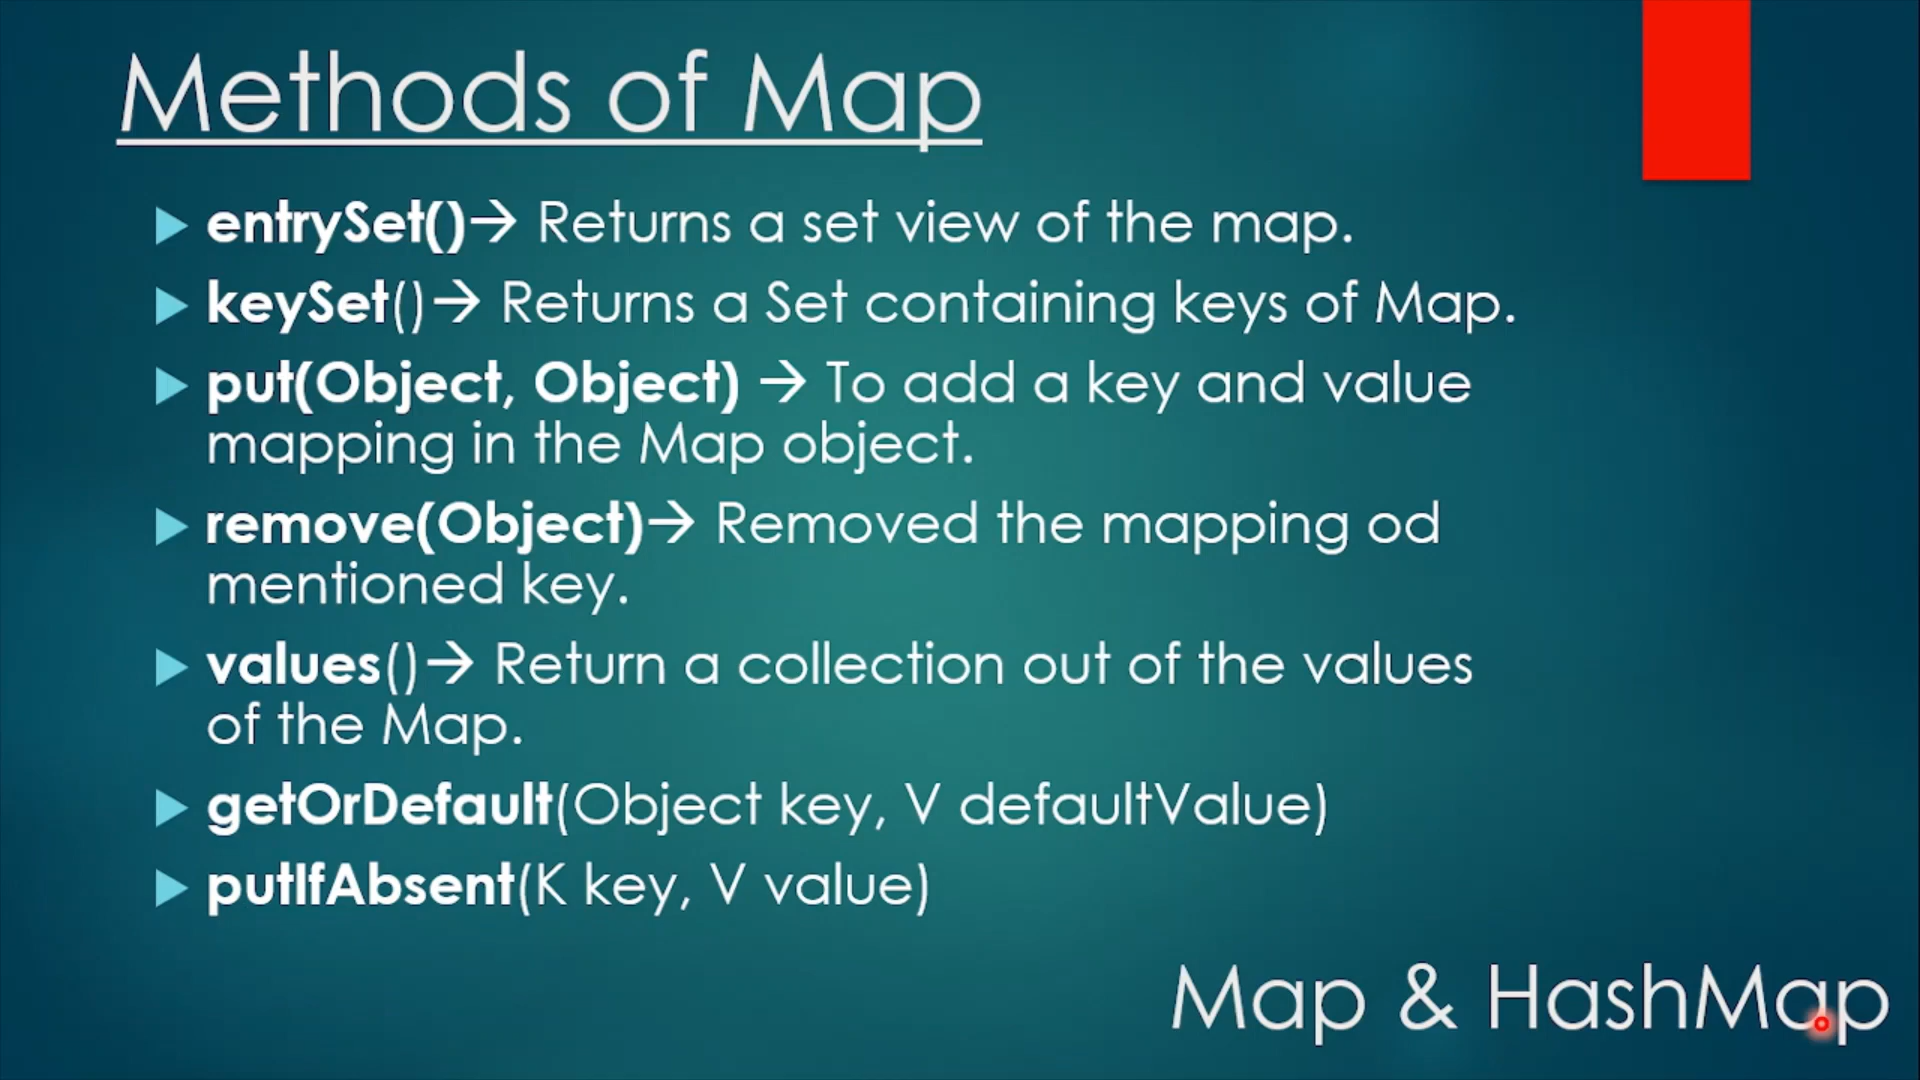 Methods of Map
entrySet()→ Returns a set view of the map.
keySet()→ Returns a Set containing keys of Map.
put(Object, Object) → To add a key and value
mapping in the Map object.
remove(Object)→ Removed the mapping od
mentioned key.
values()→ Return a collection out of the values
of the Map.
getOrDefault(Object key, V defaultValue)
putIfAbsent(K key, V value)
Map & HashMap